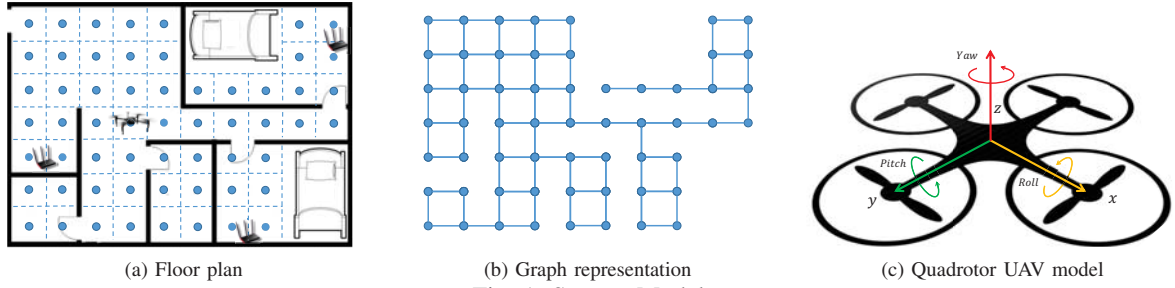 Yaw
z
Pitch
Roll
y
x
(a) Floor plan
(b) Graph representation
(c) Quadrotor UAV model